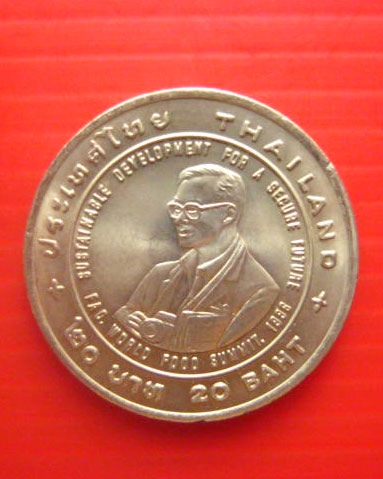 ประเทศไทย THAILAND
SUSTAINABLE DEVELOPMENT FOR A SECURE FUTURE
F.A.O. WORLD FOOD SUMMIT, 1996
๒๐ บาท 20 BAHT